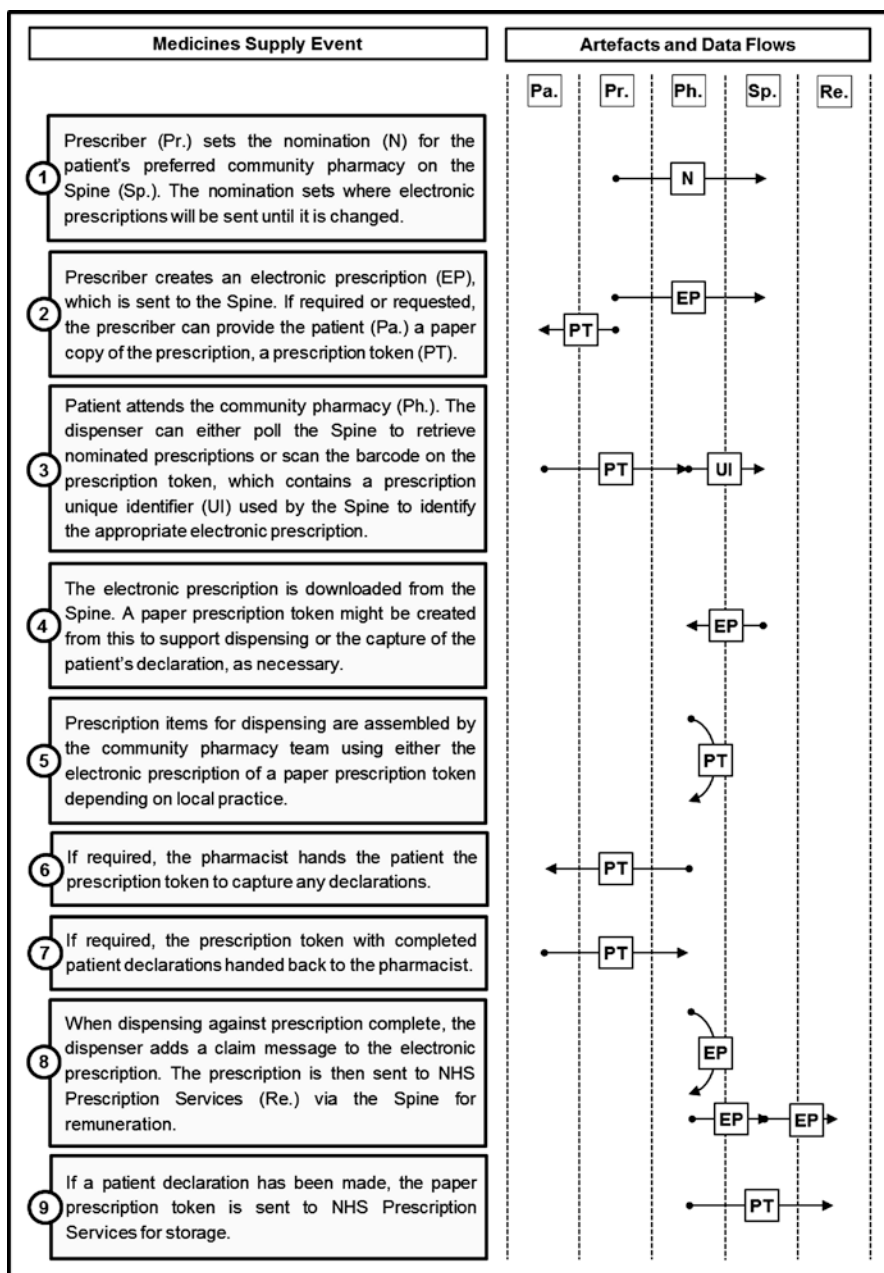 Medicines Supply Event
Artefacts and Data Flows
Pa.
Pr.
Ph.
Sp.
Re.
1
Prescriber (Pr.) sets the nomination (N) for the
patient's preferred community pharmacy on the
Spine (Sp.). The nomination sets where electronic
prescriptions will be sent until it is changed.
N
2
Prescriber creates an electronic prescription (EP),
which is sent to the Spine. If required or requested,
the prescriber can provide the patient (Pa.) a paper
copy of the prescription, a prescription token (PT).
EP
PT
3
Patient attends the community pharmacy (Ph.). The
dispenser can either poll the Spine to retrieve
nominated prescriptions or scan the barcode on the
prescription token, which contains a prescription
unique identifier (UI) used by the Spine to identify
the appropriate electronic prescription.
PT
UI
4
The electronic prescription is downloaded from the
Spine. A paper prescription token might be created
from this to support dispensing or the capture of the
patient's declaration, as necessary.
EP
5
Prescription items for dispensing are assembled by
the community pharmacy team using either the
electronic prescription of a paper prescription token
depending on local practice.
PT
6
If required, the pharmacist hands the patient the
prescription token to capture any declarations.
PT
7
If required, the prescription token with completed
patient declarations handed back to the pharmacist.
PT
8
When dispensing against prescription complete, the
dispenser adds a claim message to the electronic
prescription. The prescription is then sent to NHS
Prescription Services (Re.) via the Spine for
remuneration.
EP
EP
EP
9
If a patient declaration has been made, the paper
prescription token is sent to NHS Prescription
Services for storage.
PT